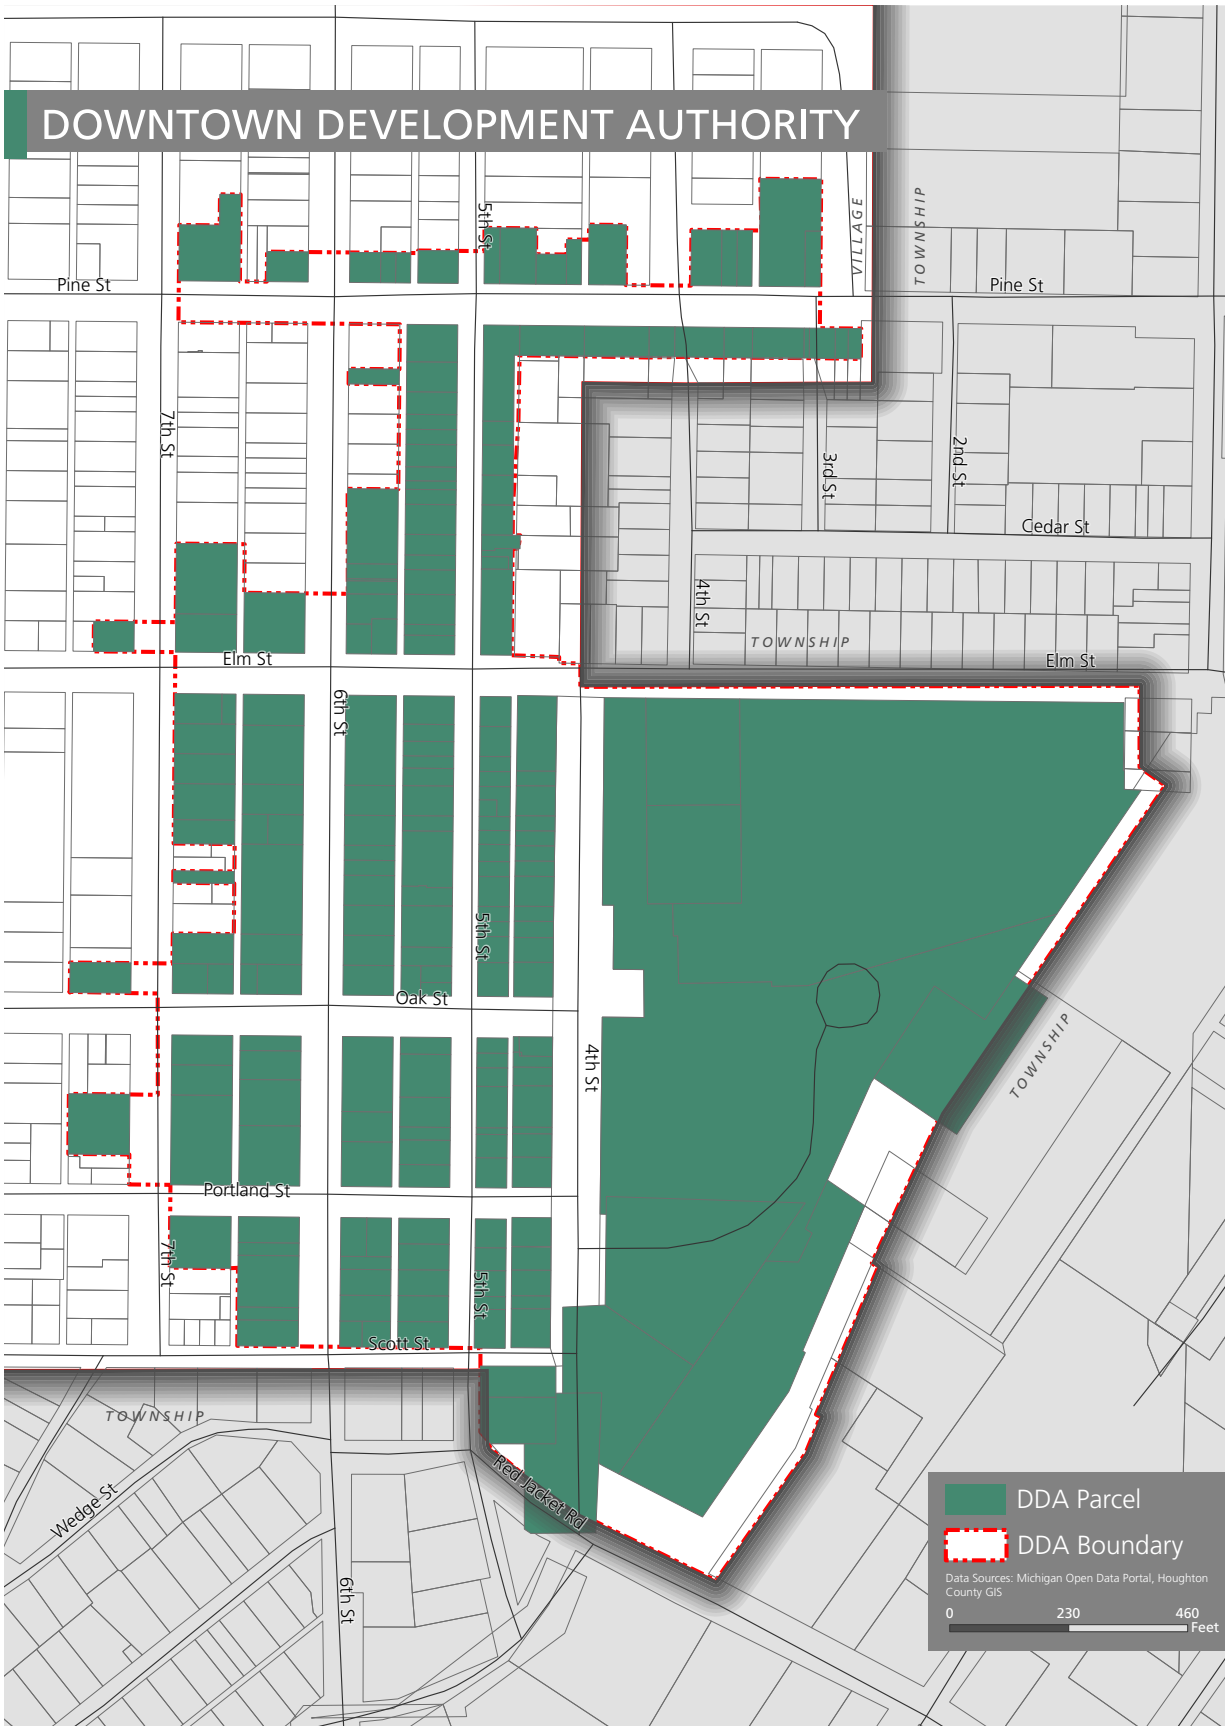 DOWNTOWN DEVELOPMENT AUTHORITY
5th St
VILLAGE
TOWNSHIP
Pine St
Pine St
7th St
3rd St
2nd St
Cedar St
4th St
TOWNSHIP
Elm St
Elm St
6th St
5th St
Oak St
4th St
TOWNSHIP
Portland St
7th St
5th St
Scott St
TOWNSHIP
Wedge St
Red Jacket Rd
6th St
DDA Parcel
DDA Boundary
Data Sources: Michigan Open Data Portal, Houghton
County GIS
0 230 460
Feet